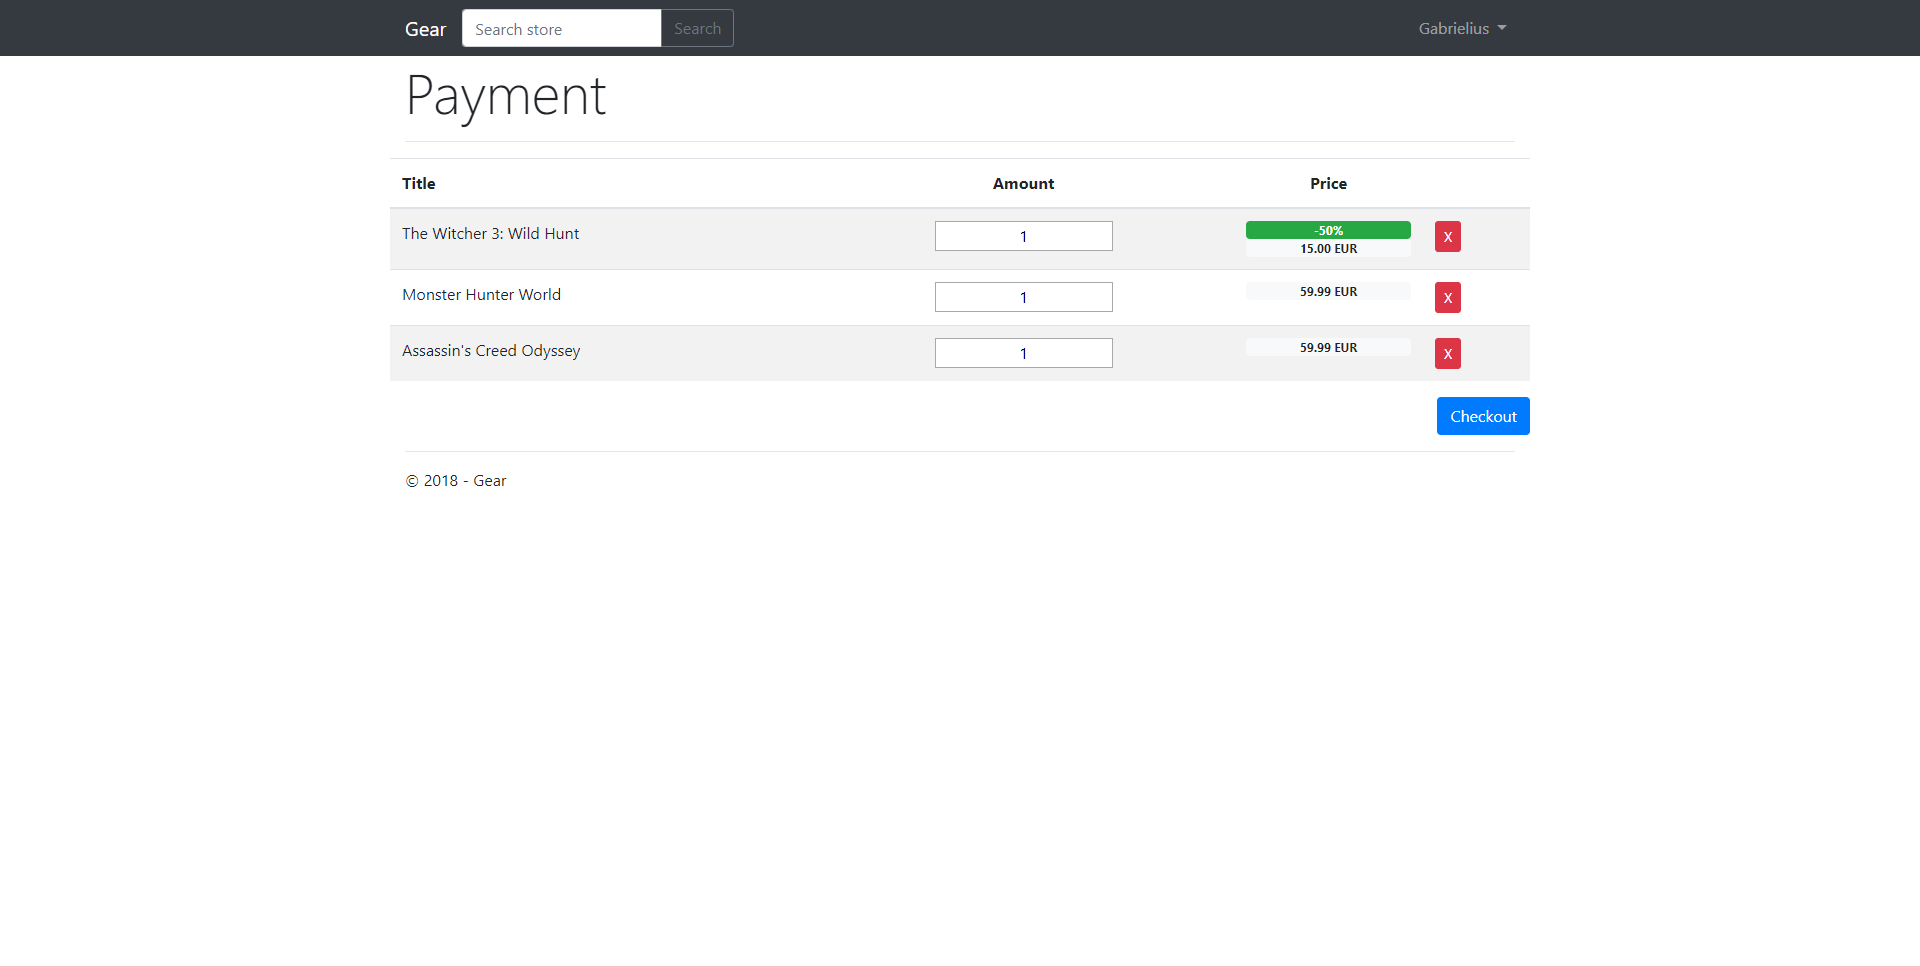 Gear Search store Search Gabrielius
Payment
Title Amount Price
The Witcher 3: Wild Hunt 1 -50% X
15.00 EUR
Monster Hunter World 1 59.99 EUR X
Assassin's Creed Odyssey 1 59.99 EUR X
Checkout
© 2018 - Gear